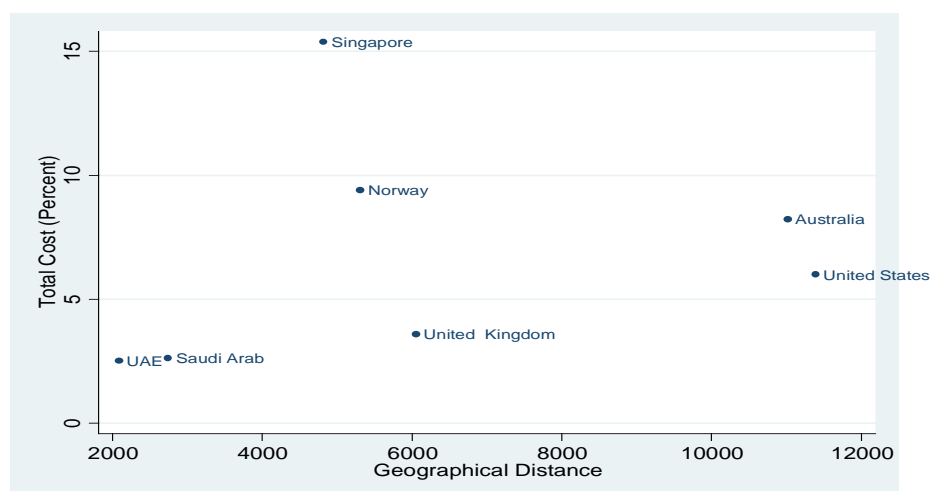 15
Singapore
10
Norway
Australia
Total Cost (Percent)
United States
5
United Kingdom
UAE
Saudi Arab
0
2000 4000 6000 8000 10000 12000
Geographical Distance